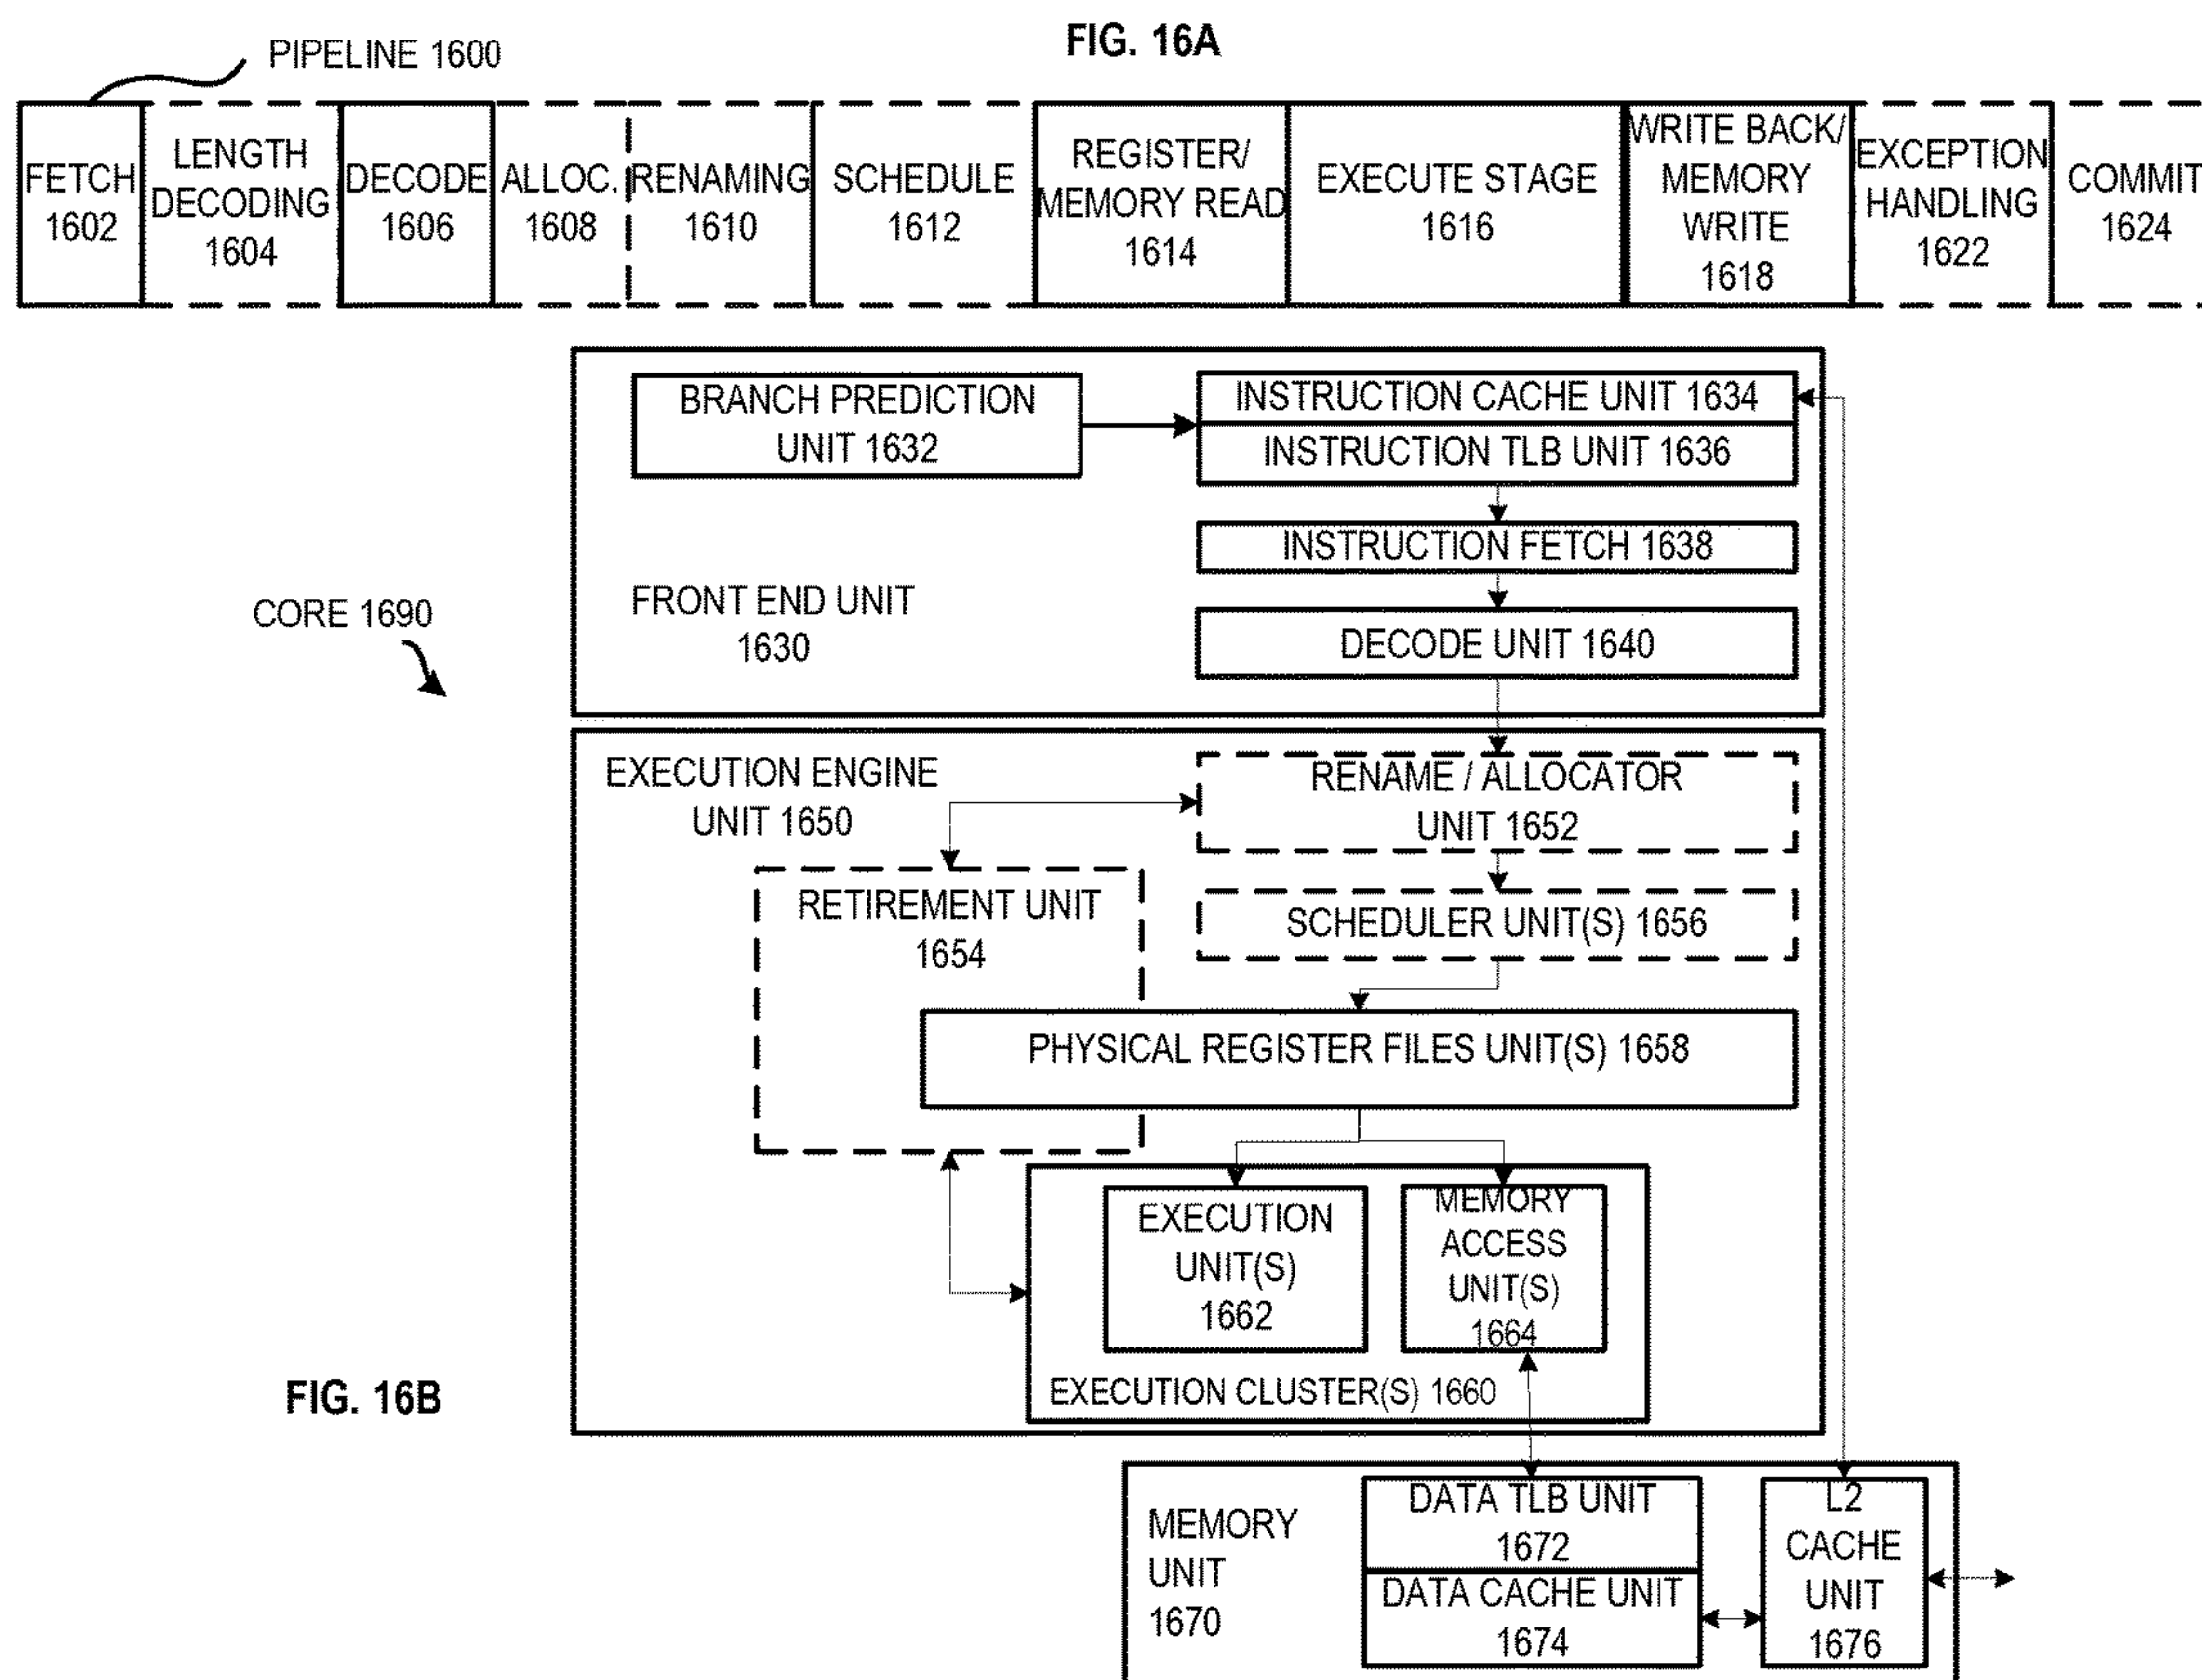 FIG. 16A
PIPELINE 1600
FETCH
1602
LENGTH
DECODING
1604
DECODE
1606
ALLOC.
1608
RENAMING
1610
SCHEDULE
1612
REGISTER/
MEMORY READ
1614
EXECUTE STAGE
1616
WRITE BACK/
MEMORY
WRITE
1618
EXCEPTION
HANDLING
1622
COMMIT
1624
BRANCH PREDICTION
UNIT 1632
INSTRUCTION CACHE UNIT 1634
INSTRUCTION TLB UNIT 1636
INSTRUCTION FETCH 1638
FRONT END UNIT
1630
DECODE UNIT 1640
CORE 1690
EXECUTION ENGINE
UNIT 1650
RENAME / ALLOCATOR
UNIT 1652
RETIREMENT UNIT
1654
SCHEDULER UNIT(S) 1656
PHYSICAL REGISTER FILES UNIT(S) 1658
EXECUTION
UNIT(S)
1662
MEMORY
ACCESS
UNIT(S)
1664
EXECUTION CLUSTER(S) 1660
FIG. 16B
MEMORY
UNIT
1670
DATA TLB UNIT
1672
DATA CACHE UNIT
1674
L2
CACHE
UNIT
1676